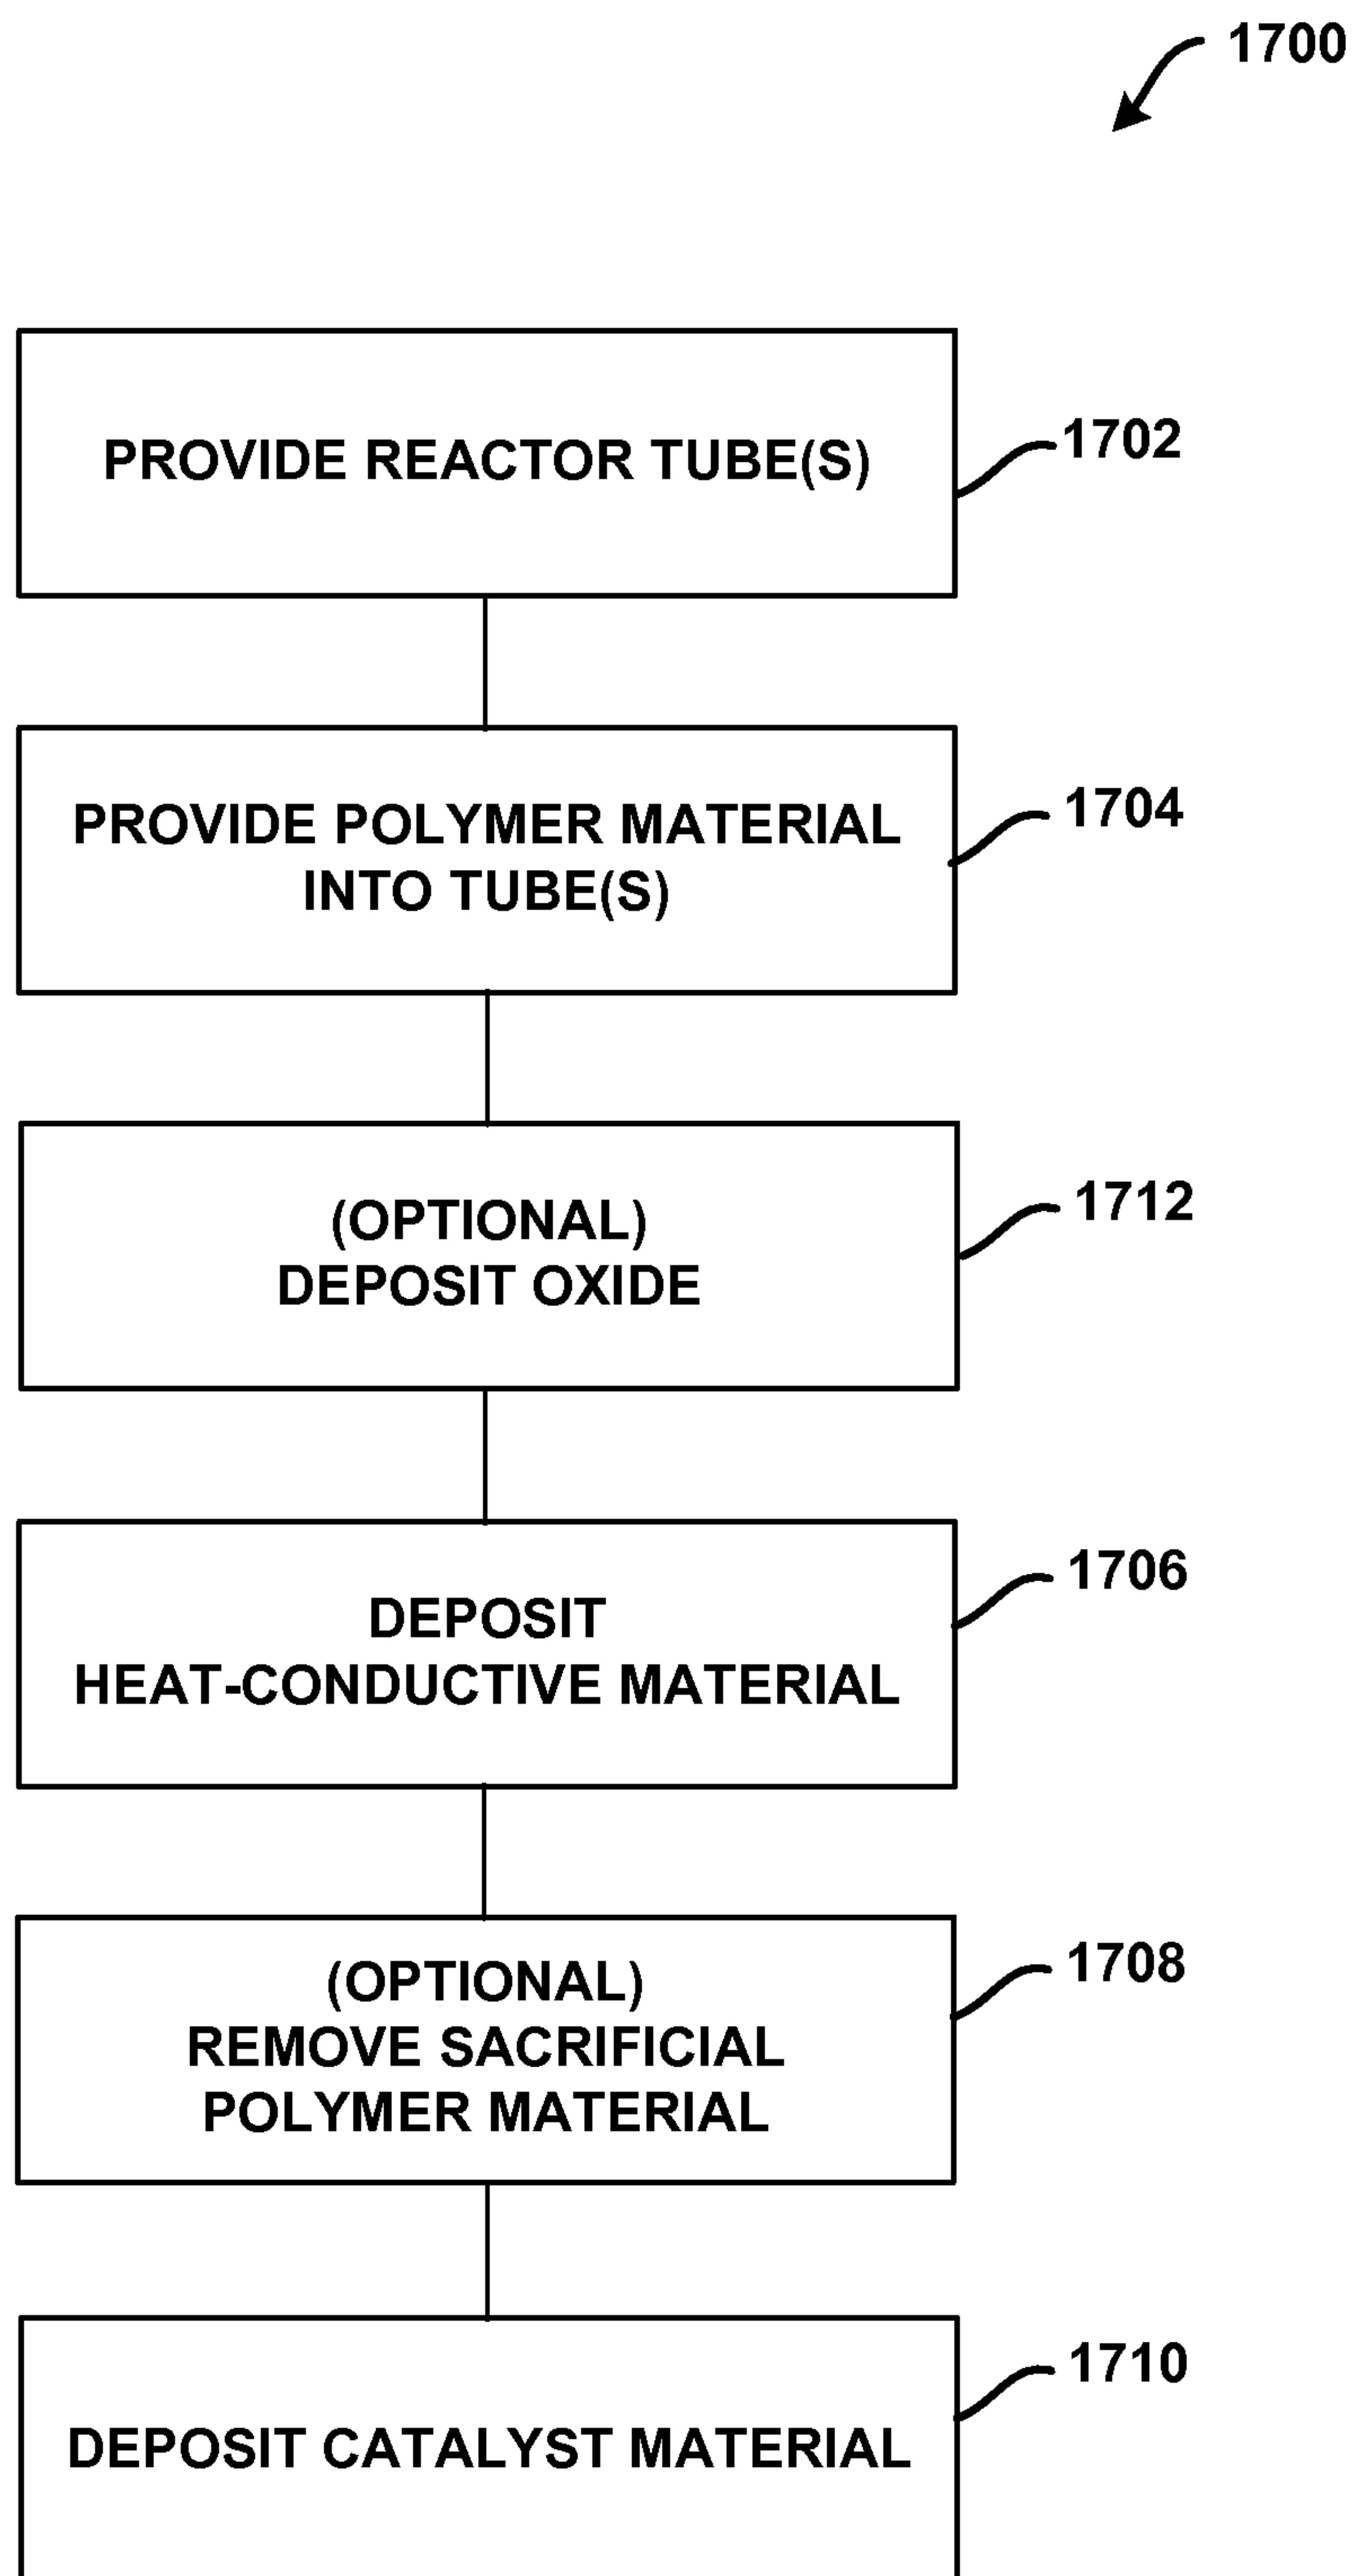 1700
PROVIDE REACTOR TUBE(S)
1702
PROVIDE POLYMER MATERIAL
INTO TUBE(S)
1704
(OPTIONAL)
DEPOSIT OXIDE
1712
DEPOSIT
HEAT-CONDUCTIVE MATERIAL
1706
(OPTIONAL)
REMOVE SACRIFICIAL
POLYMER MATERIAL
1708
DEPOSIT CATALYST MATERIAL
1710